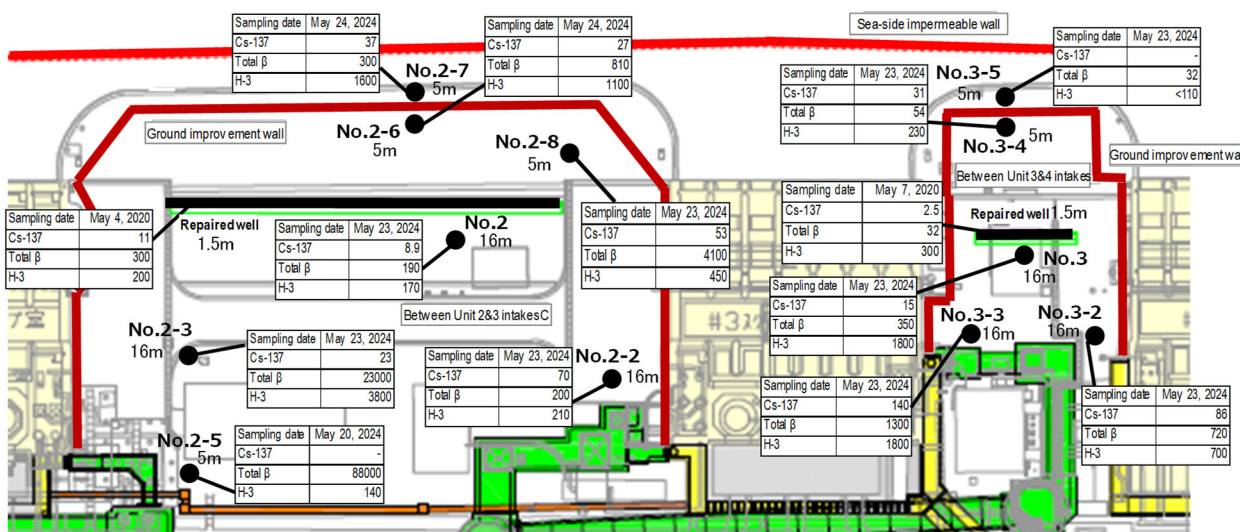 Sampling date May 24, 2024
Cs-137 37
Total β 300
H-3 1600
Sampling date May 24, 2024
Cs-137 27
Total β 810
H-3 1100
Sea-side impermeable wall
Sampling date May 23, 2024
Cs-137 -
Total β 32
H-3 <110
No.2-7
5m
No.3-5
5m
Sampling date May 23, 2024
Cs-137 31
Total β 54
H-3 230
Ground improvement wall
No.2-6
5m
No.2-8
5m
5m
No.3-4
Ground improvement wa
Between Unit 3&4 intakes
Sampling date May 4, 2020
Cs-137 11
Total β 300
H-3 200
Repaired well
1.5m
Sampling date May 23, 2024
Cs-137 8.9
Total β 190
H-3 170
No.2
16m
Sampling date May 23, 2024
Cs-137 53
Total β 4100
H-3 450
Sampling date May 7, 2020
Cs-137 2.5
Total β 32
H-3 300
Repaired well 1.5m
No.3
16m
Between Unit 2&3 intakes C
Sampling date May 23, 2024
Cs-137 15
Total β 350
H-3 1800
No.2-3
16m
Sampling date May 23, 2024
Cs-137 23
Total β 23000
H-3 3800
Sampling date May 23, 2024
Cs-137 70
Total β 200
H-3 210
No.2-2
16m
#3ス
No.3-3
16m
No.3-2
16m
Sampling date May 23, 2024
Cs-137 140
Total β 1300
H-3 1800
Sampling date May 23, 2024
Cs-137 86
Total β 720
H-3 700
No.2-5
5m
Sampling date May 20, 2024
Cs-137 -
Total β 88000
H-3 140